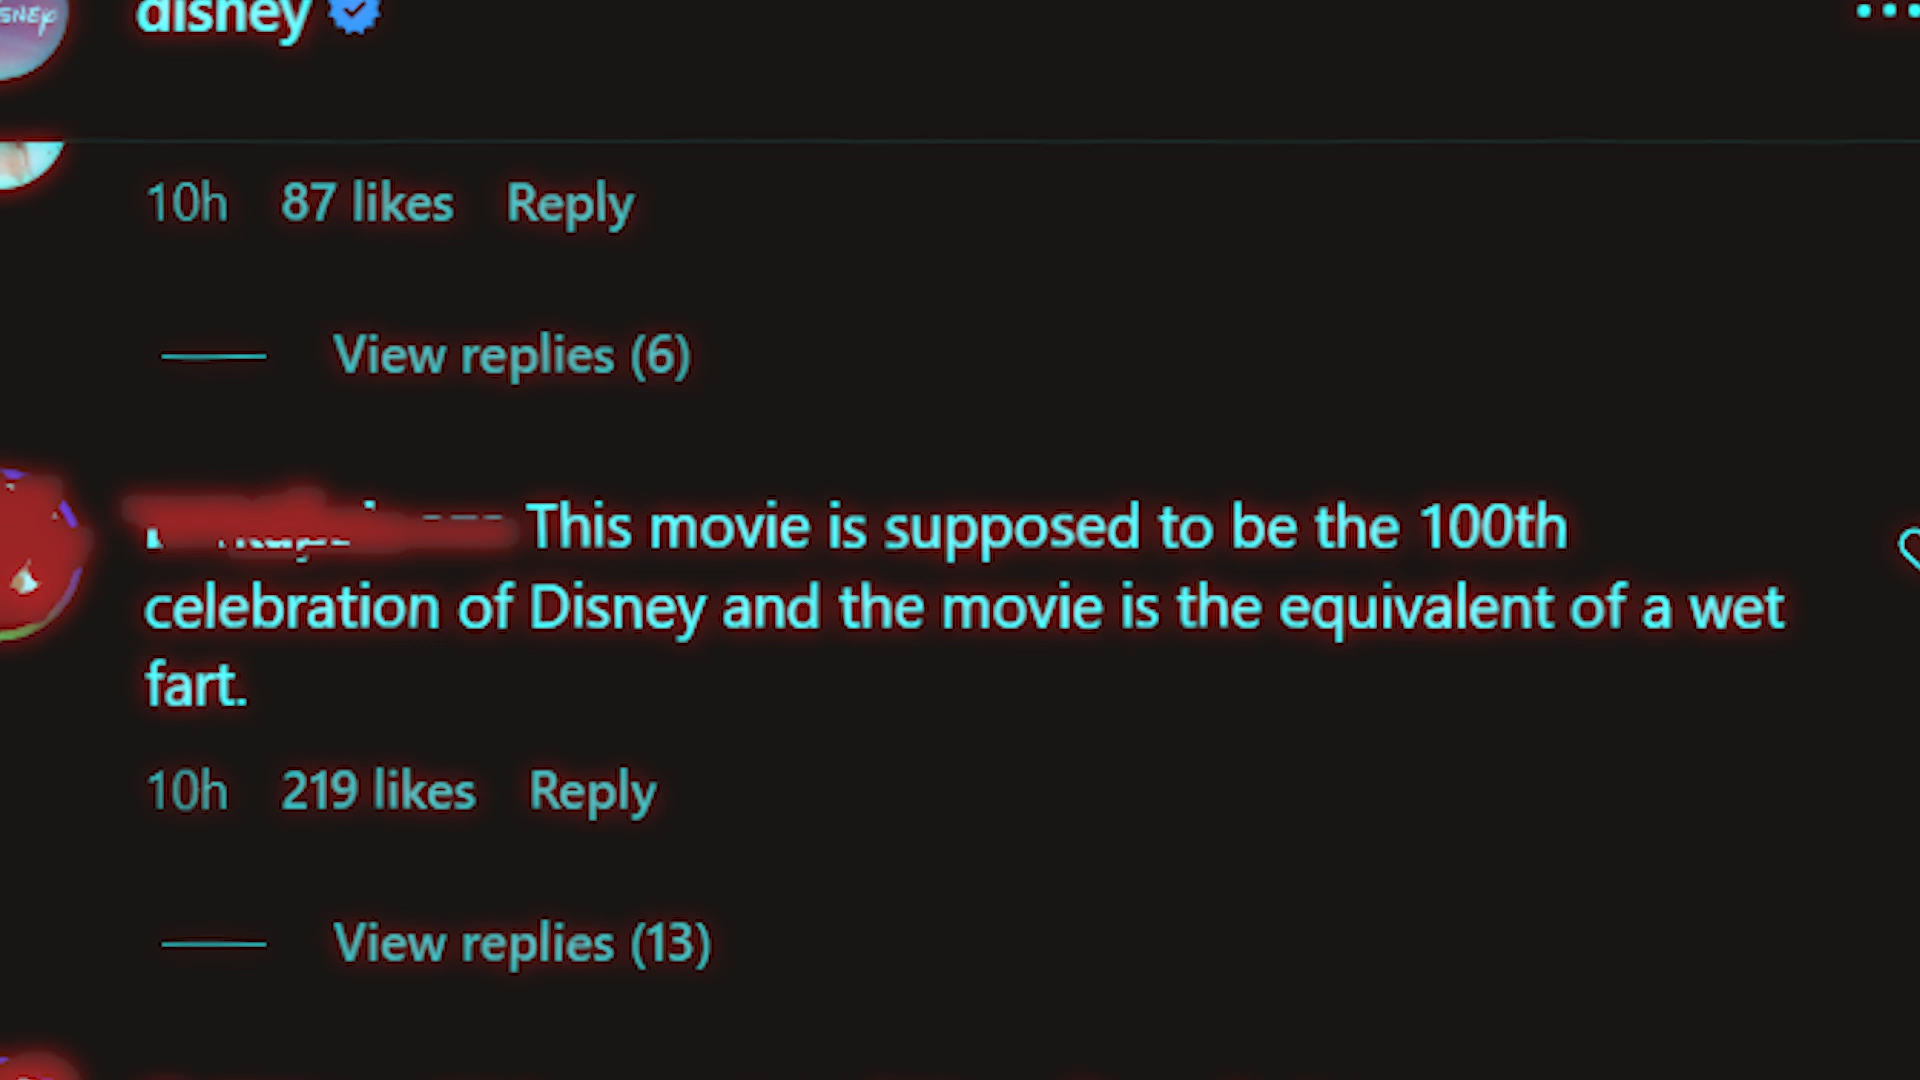 disney
10h 87 likes Reply
View replies (6)
This movie is supposed to be the 100th
celebration of Disney and the movie is the equivalent of a wet
fart.
10h 219 likes Reply
View replies (13)